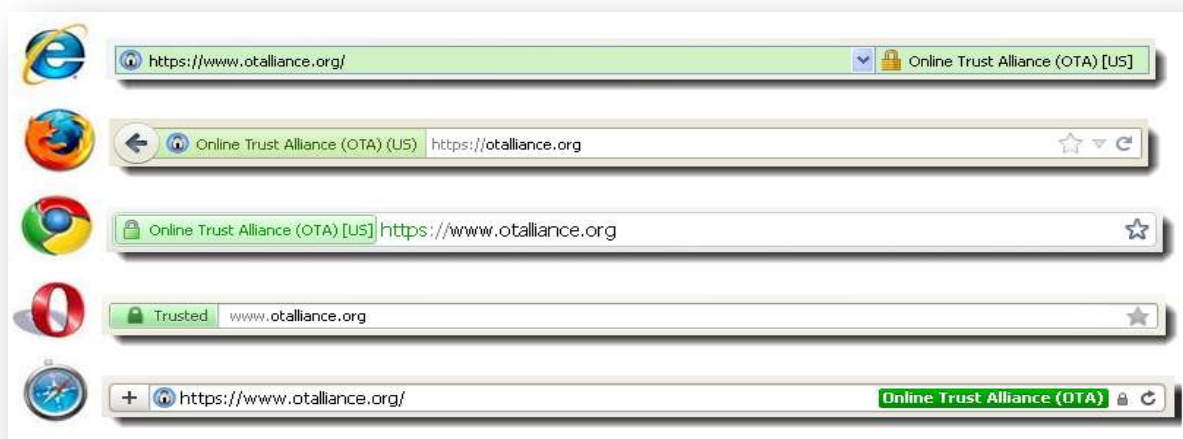 https://www.otalliance.org/ Online Trust Alliance (OTA) [US]
Online Trust Alliance (OTA) (US) https://otalliance.org
Online Trust Alliance (OTA) [US] https://www.otalliance.org
Trusted www.otalliance.org
https://www.otalliance.org/ Online Trust Alliance (OTA)